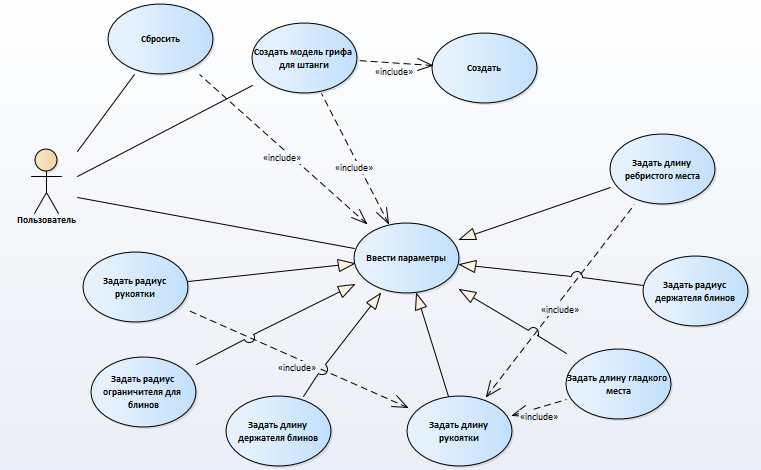 Сбросить
Создать модель грифа
для штанги
«include»
Создать
«include»
«include»
Задать длину
ребристого места
Пользователь
Ввести параметры
Задать радиус
рукоятки
Задать радиус
держателя блинов
«include»
«include»
Задать радиус
ограничителя для
блинов
Задать длину гладкого
места
«include»
Задать длину
держателя блинов
Задать длину
рукоятки